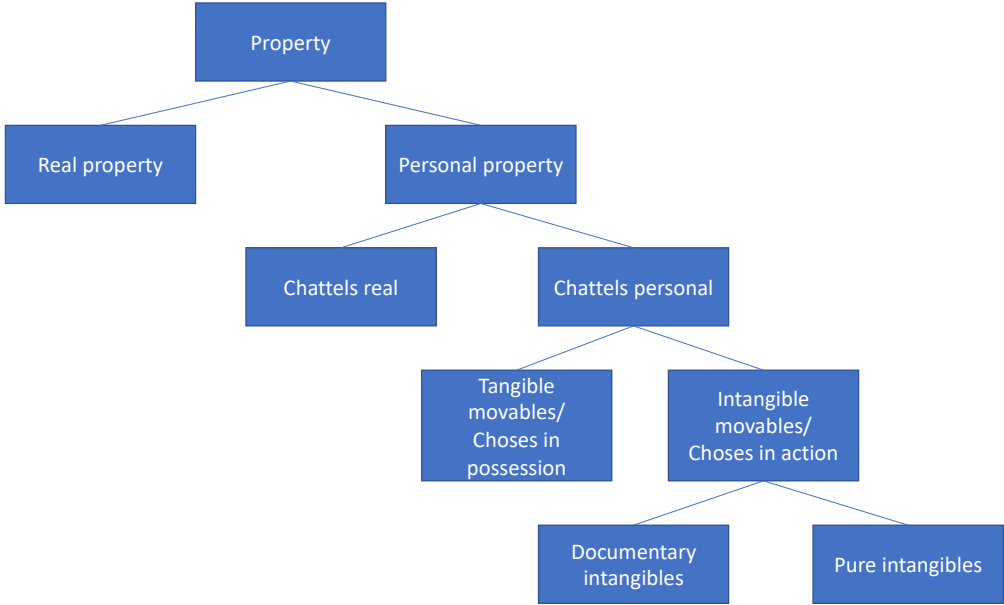 Property
Real property
Personal property
Chattels real
Chattels personal
Tangible
movables/
Choses in
possession
Intangible
movables/
Choses in action
Documentary
intangibles
Pure intangibles